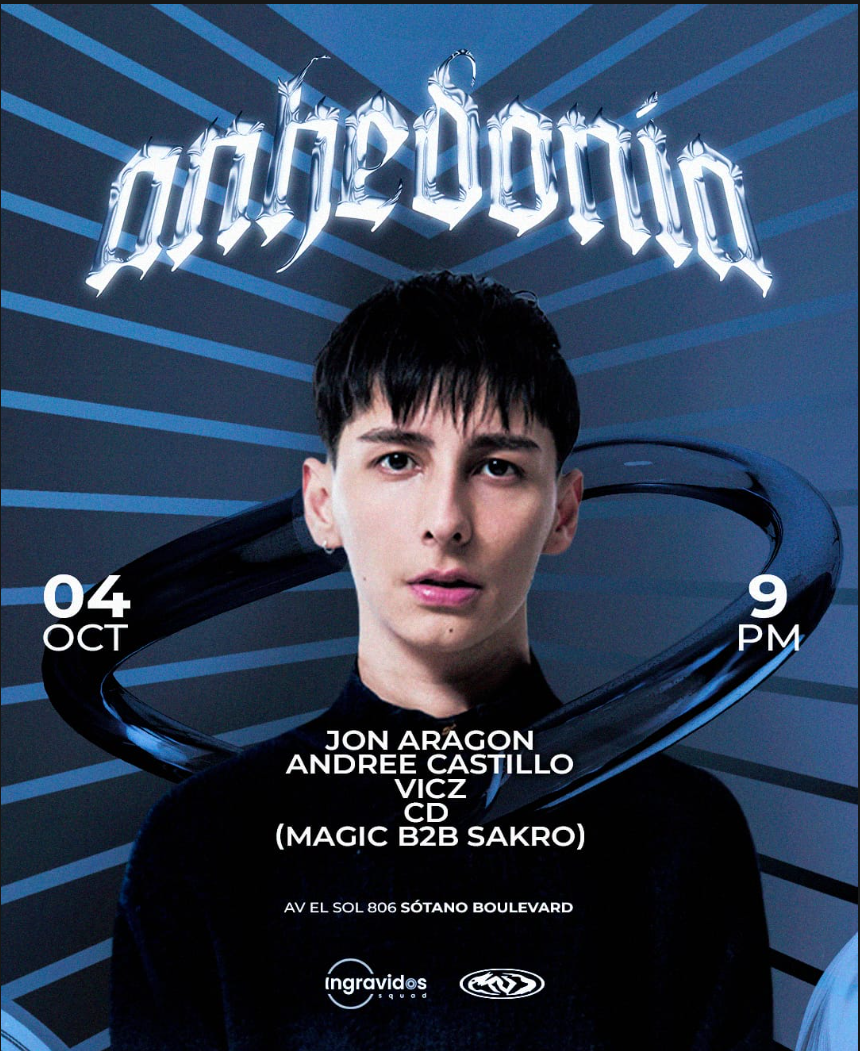 anhedonia
04
OCT
9
PM
JON ARAGON
ANDREE CASTILLO
VICZ
CD
(MAGIC B2B SAKRO)
AV EL SOL 806 SÓTANO BOULEVARD
ingravidos
squad